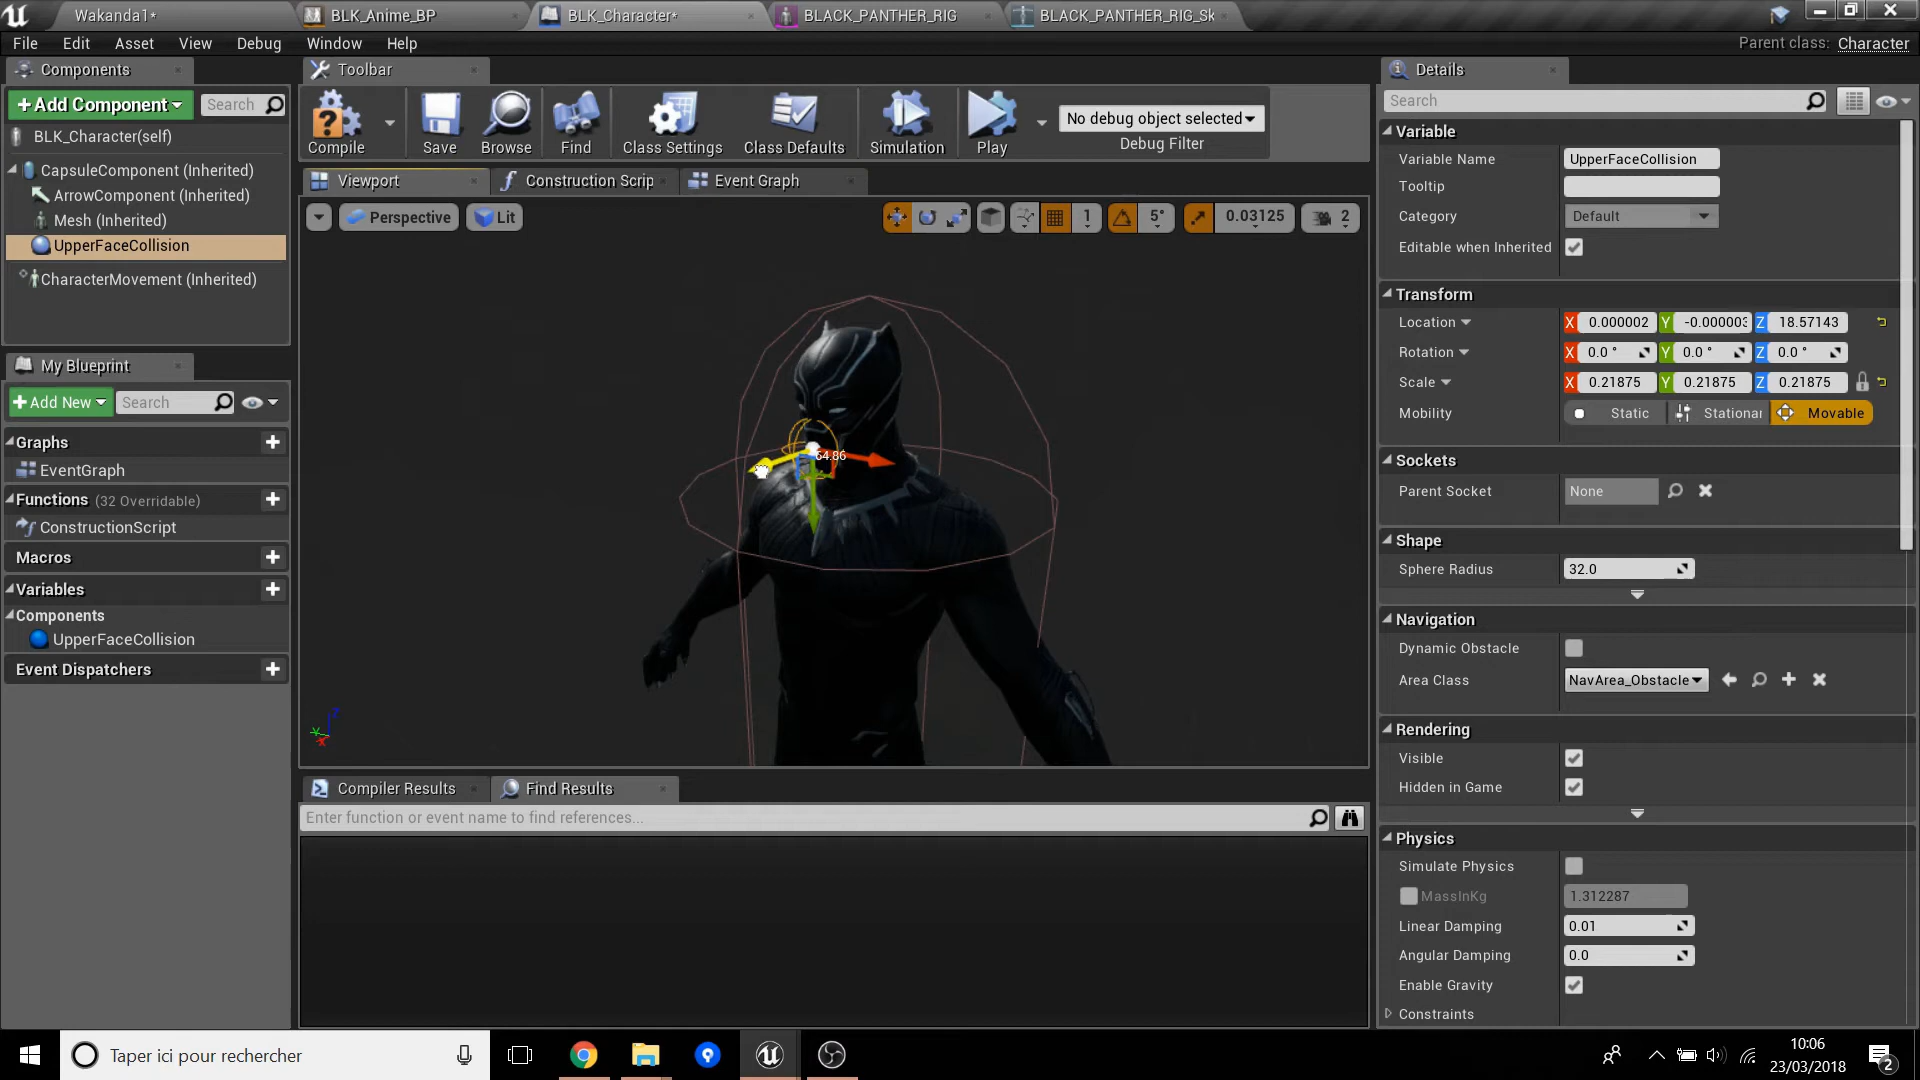 Wakanda1*
BLK_Anime_BP
BLK_Character*
BLACK_PANTHER_RIG
BLACK_PANTHER_RIG_Sk
File
Edit
Asset
View
Debug
Window
Help
Parent class: Character
Components
Toolbar
Details
Add Component
Search
Search
BLK_Character(self)
CapsuleComponent (Inherited)
ArrowComponent (Inherited)
Mesh (Inherited)
UpperFaceCollision
CharacterMovement (Inherited)
Compile
Save
Browse
Find
Class Settings
Class Defaults
Simulation
Play
No debug object selected
Debug Filter
Viewport
Construction Scrip
Event Graph
Perspective
Lit
1
5°
0.03125
2
64.86
My Blueprint
Add New
Search
Graphs
EventGraph
Functions (32 Overridable)
ConstructionScript
Macros
Variables
Components
UpperFaceCollision
Event Dispatchers
Compiler Results
Find Results
Enter function or event name to find references...
Variable
Variable Name
UpperFaceCollision
Tooltip
Category
Default
Editable when Inherited
Transform
Location
X 0.000002
Y -0.000003
Z 18.57143
Rotation
X 0.0 °
Y 0.0 °
Z 0.0 °
Scale
X 0.21875
Y 0.21875
Z 0.21875
Mobility
Static
Stationar
Movable
Sockets
Parent Socket
None
Shape
Sphere Radius
32.0
Navigation
Dynamic Obstacle
Area Class
NavArea_Obstacle
Rendering
Visible
Hidden in Game
Physics
Simulate Physics
MassInKg
1.312287
Linear Damping
0.01
Angular Damping
0.0
Enable Gravity
Constraints
Taper ici pour rechercher
10:06
23/03/2018
2